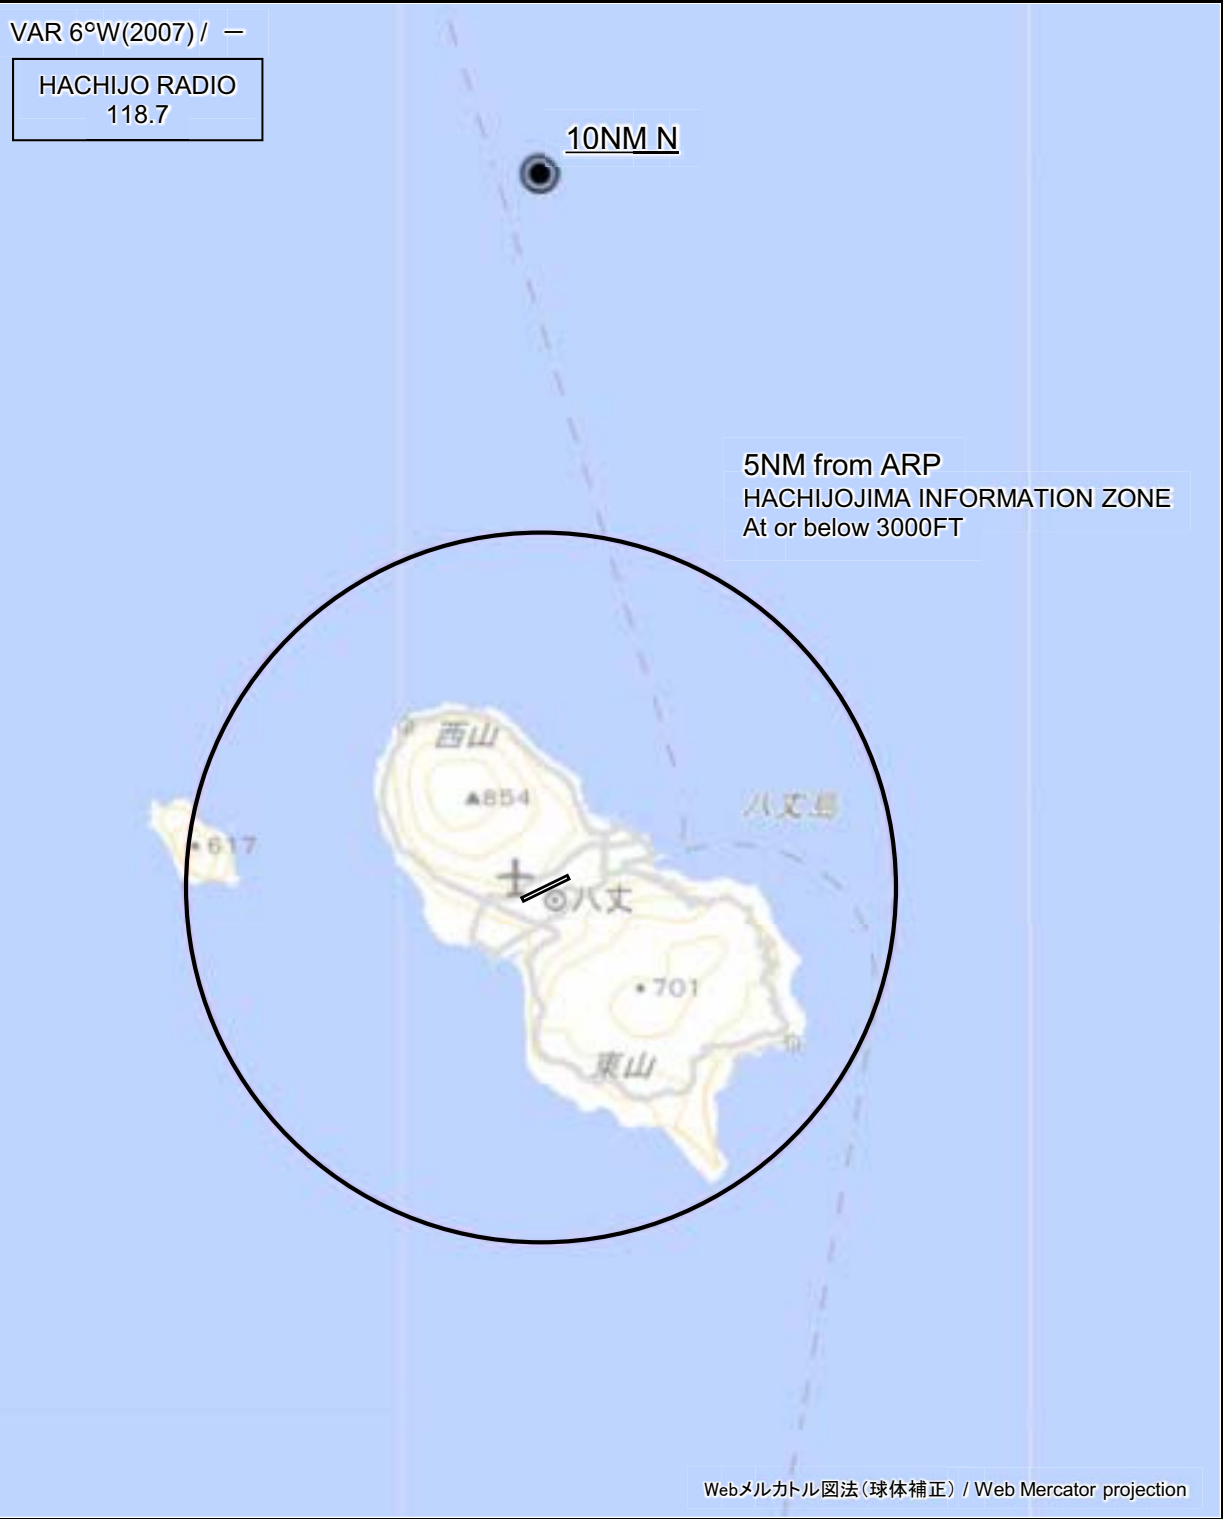 VAR 6°W(2007) / －
HACHIJO RADIO
118.7
10NM N
5NM from ARP
HACHIJOJIMA INFORMATION ZONE
At or below 3000FT
西山
854
八丈島
617
八丈
701
東山
Webメルカトル図法（球体補正） / Web Mercator projection